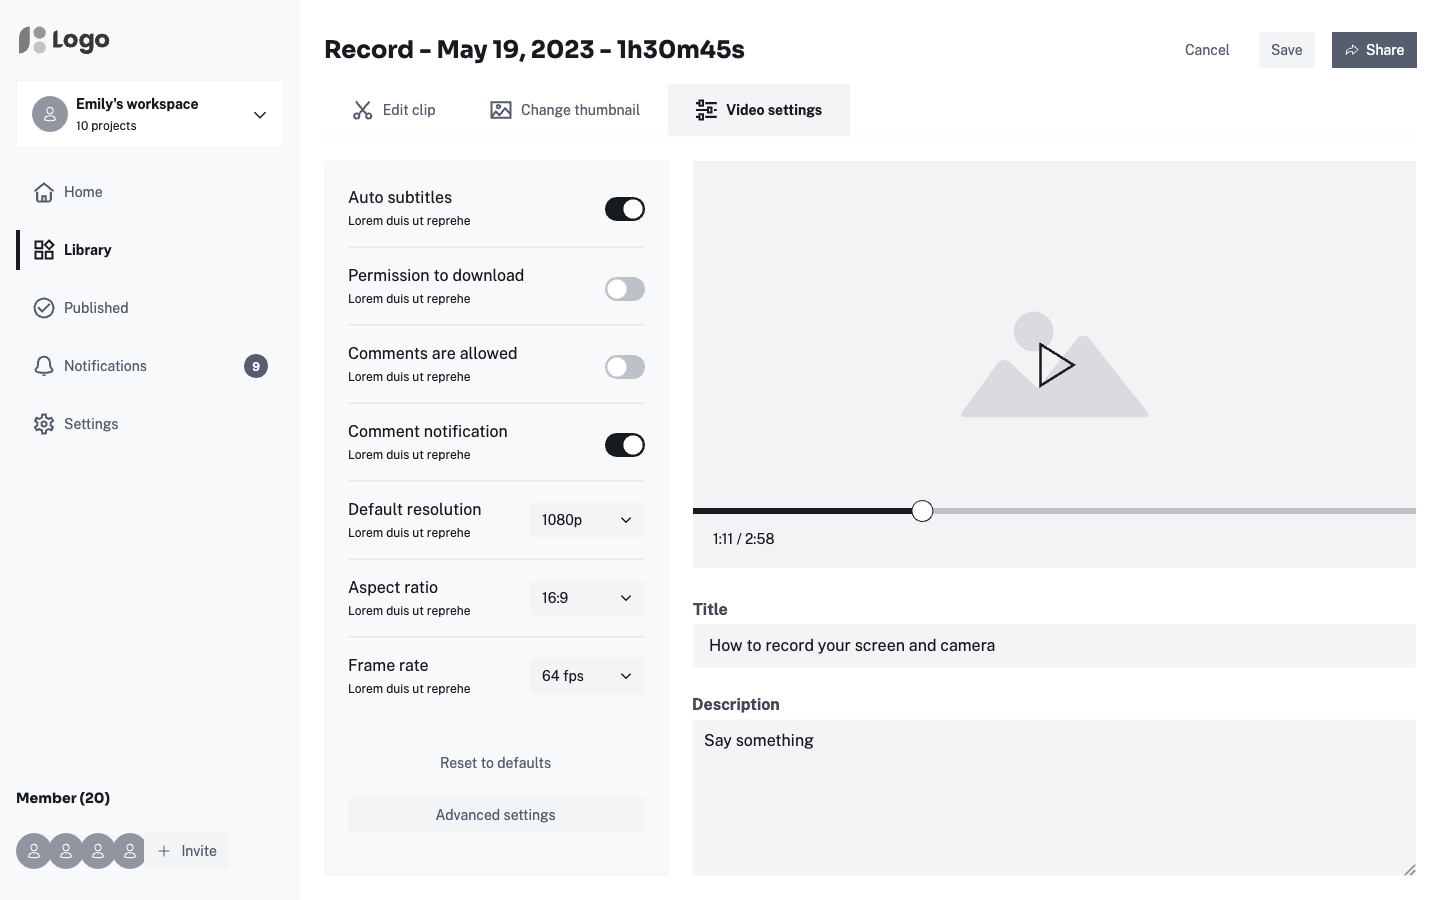 Logo
Emily's workspace
10 projects
Home
Library
Published
Notifications
9
Settings
Member (20)
Invite
Record – May 19, 2023 – 1h30m45s
Cancel
Save
Share
Edit clip
Change thumbnail
Video settings
Auto subtitles
Lorem duis ut reprehe
Permission to download
Lorem duis ut reprehe
Comments are allowed
Lorem duis ut reprehe
Comment notification
Lorem duis ut reprehe
Default resolution
Lorem duis ut reprehe
1080p
Aspect ratio
Lorem duis ut reprehe
16:9
Frame rate
Lorem duis ut reprehe
64 fps
Reset to defaults
Advanced settings
1:11 / 2:58
Title
How to record your screen and camera
Description
Say something